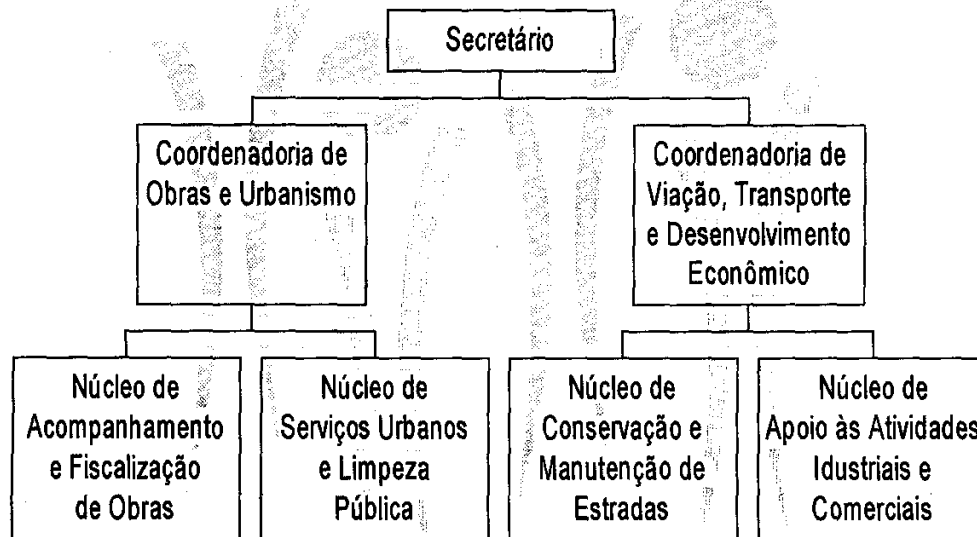 Secretário
Coordenadoria de
Obras e Urbanismo
Coordenadoria de
Viação, Transporte
e Desenvolvimento
Econômico
Núcleo de
Acompanhamento
e Fiscalização
de Obras
Núcleo de
Serviços Urbanos
e Limpeza
Pública
Núcleo de
Conservação e
Manutenção de
Estradas
Núcleo de
Apoio às Atividades
Idustriais e
Comerciais